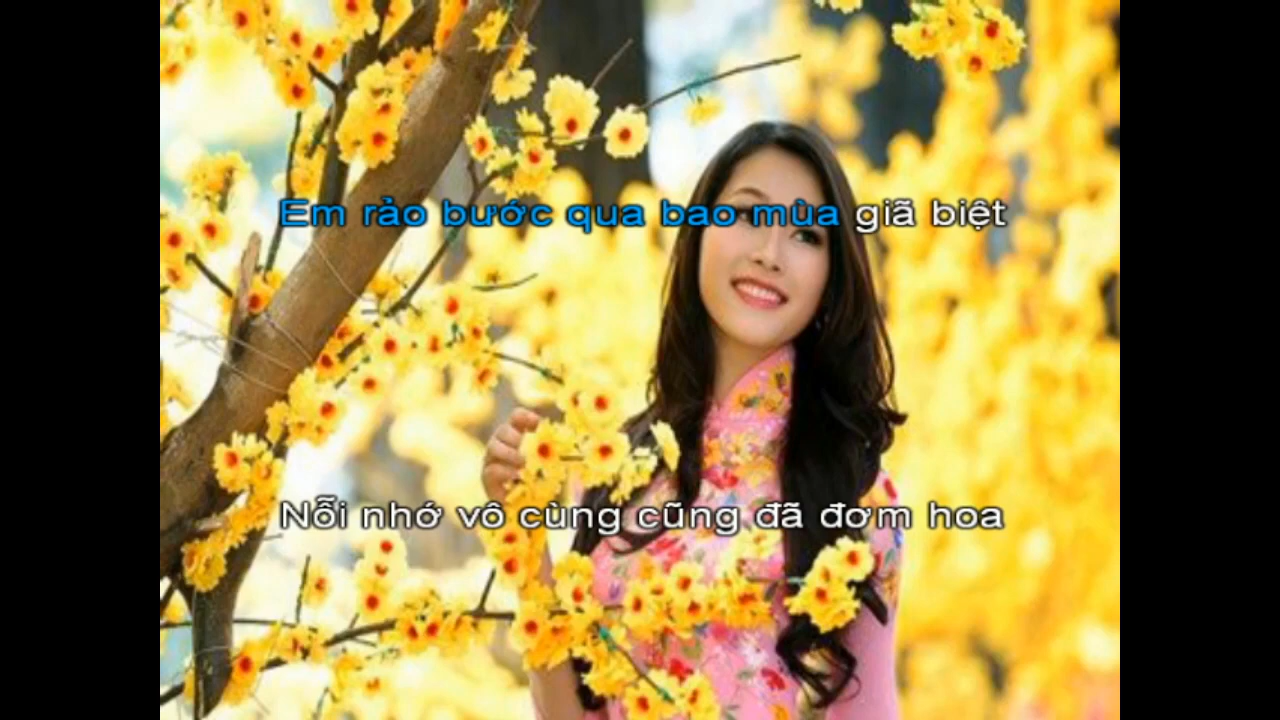 Em rảo bước qua bao mùa giã biệt
Nỗi nhớ vô cùng cũng đã đơm hoa